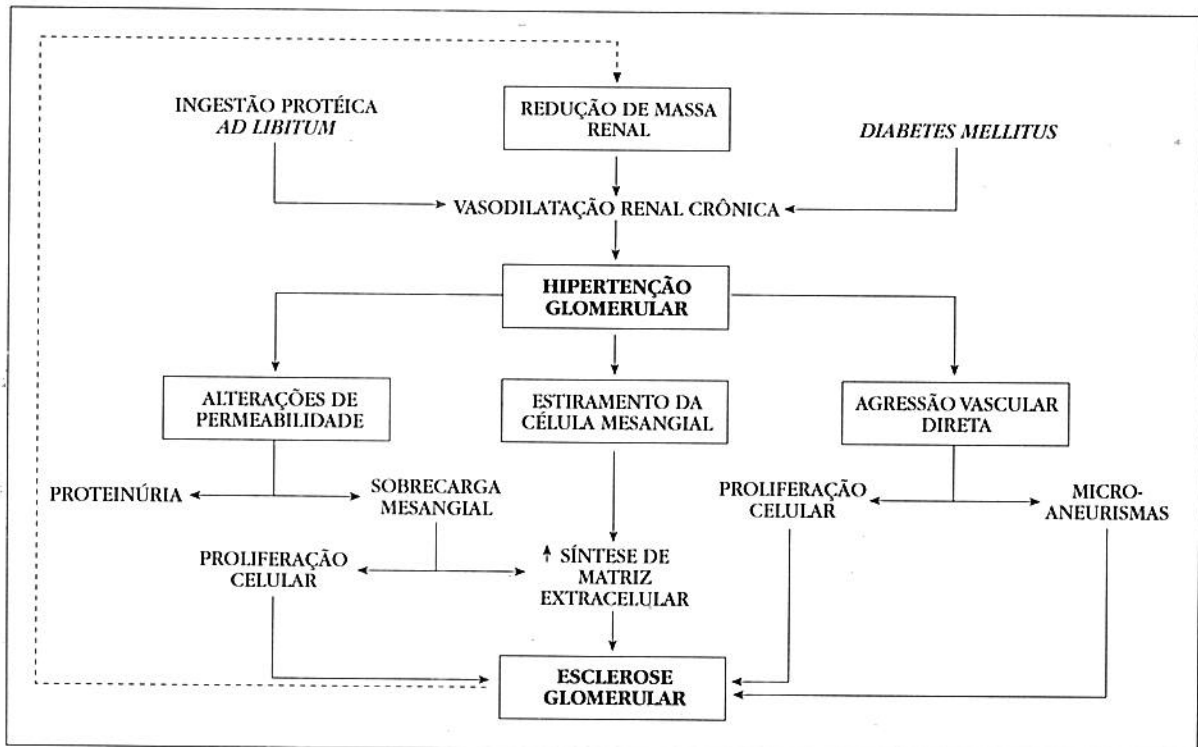 INGESTÃO PROTÉICA
AD LIBITUM
REDUÇÃO DE MASSA
RENAL
DIABETES MELLITUS
VASODILATAÇÃO RENAL CRÔNICA
HIPERTENÇÃO
GLOMERULAR
ALTERAÇÕES DE
PERMEABILIDADE
ESTIRAMENTO DA
CÉLULA MESANGIAL
AGRESSÃO VASCULAR
DIRETA
PROTEINÚRIA
SOBRECARGA
MESANGIAL
PROLIFERAÇÃO
CELULAR
MICRO-
ANEURISMAS
PROLIFERAÇÃO
CELULAR
SÍNTESE DE
MATRIZ
EXTRACELULAR
ESCLEROSE
GLOMERULAR